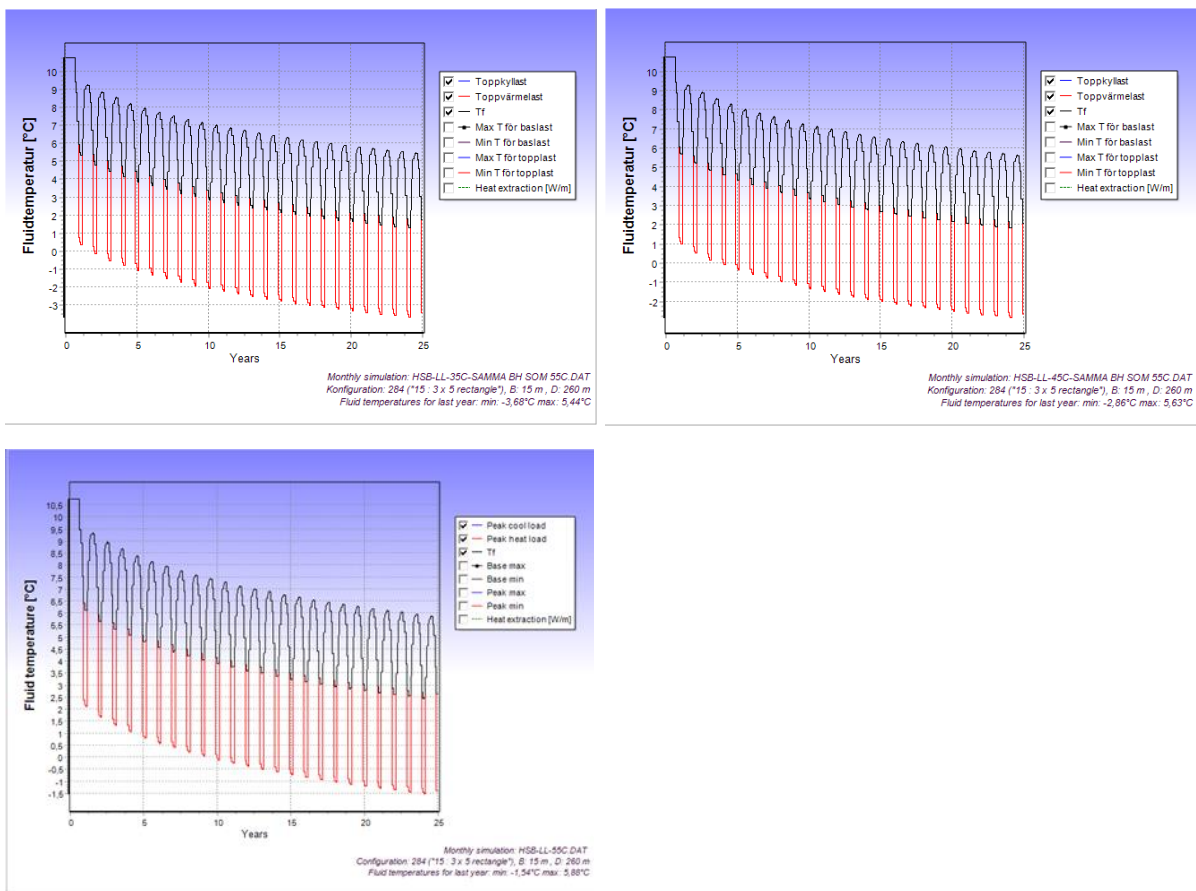 Fluidtemperatur [°C]
10
9
8
7
6
5
4
3
2
1
0
-1
-2
-3
0 5 10 15 20 25
Years
Toppkyllast
Toppvärmelast
Tf
Max T för baslast
Min T för baslast
Max T för topplast
Min T för topplast
Heat extraction [W/m]
Monthly simulation: HSB-LL-35C-SAMMA BH SOM 55C.DAT
Konfiguration: 284 ("15 : 3 x 5 rectangle"), B: 15 m , D: 260 m
Fluid temperatures for last year: min: -3,68°C max: 5,44°C
Fluidtemperatur [°C]
10
9
8
7
6
5
4
3
2
1
0
-1
-2
0 5 10 15 20 25
Years
Toppkyllast
Toppvärmelast
Tf
Max T för baslast
Min T för baslast
Max T för topplast
Min T för topplast
Heat extraction [W/m]
Monthly simulation: HSB-LL-45C-SAMMA BH SOM 55C.DAT
Konfiguration: 284 ("15 : 3 x 5 rectangle"), B: 15 m , D: 260 m
Fluid temperatures for last year: min: -2,86°C max: 5,63°C
Fluid temperature [°C]
10,5
10
9,5
9
8,5
8
7,5
7
6,5
6
5,5
5
4,5
4
3,5
3
2,5
2
1,5
1
0,5
0
-0,5
-1
-1,5
0 5 10 15 20 25
Years
Peak cool load
Peak heat load
Tf
Base max
Base min
Peak max
Peak min
Heat extraction [W/m]
Monthly simulation: HSB-LL-55C.DAT
Configuration: 284 ("15 : 3 x 5 rectangle"), B: 15 m , D: 260 m
Fluid temperatures for last year: min: -1,54°C max: 5,88°C